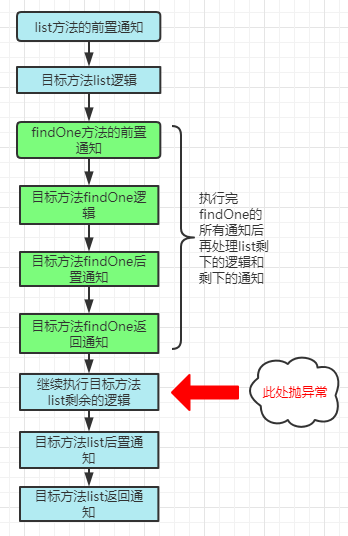 list方法的前置通知
目标方法list逻辑
findOne方法的前置
通知
目标方法findOne逻
辑
目标方法findOne后
置通知
目标方法findOne返
回通知
执行完
findOne的
所有通知后
再处理list剩
下的逻辑和
剩下的通知
继续执行目标方法
list剩余的逻辑
此处抛异常
目标方法list后置通
知
目标方法list返回通
知